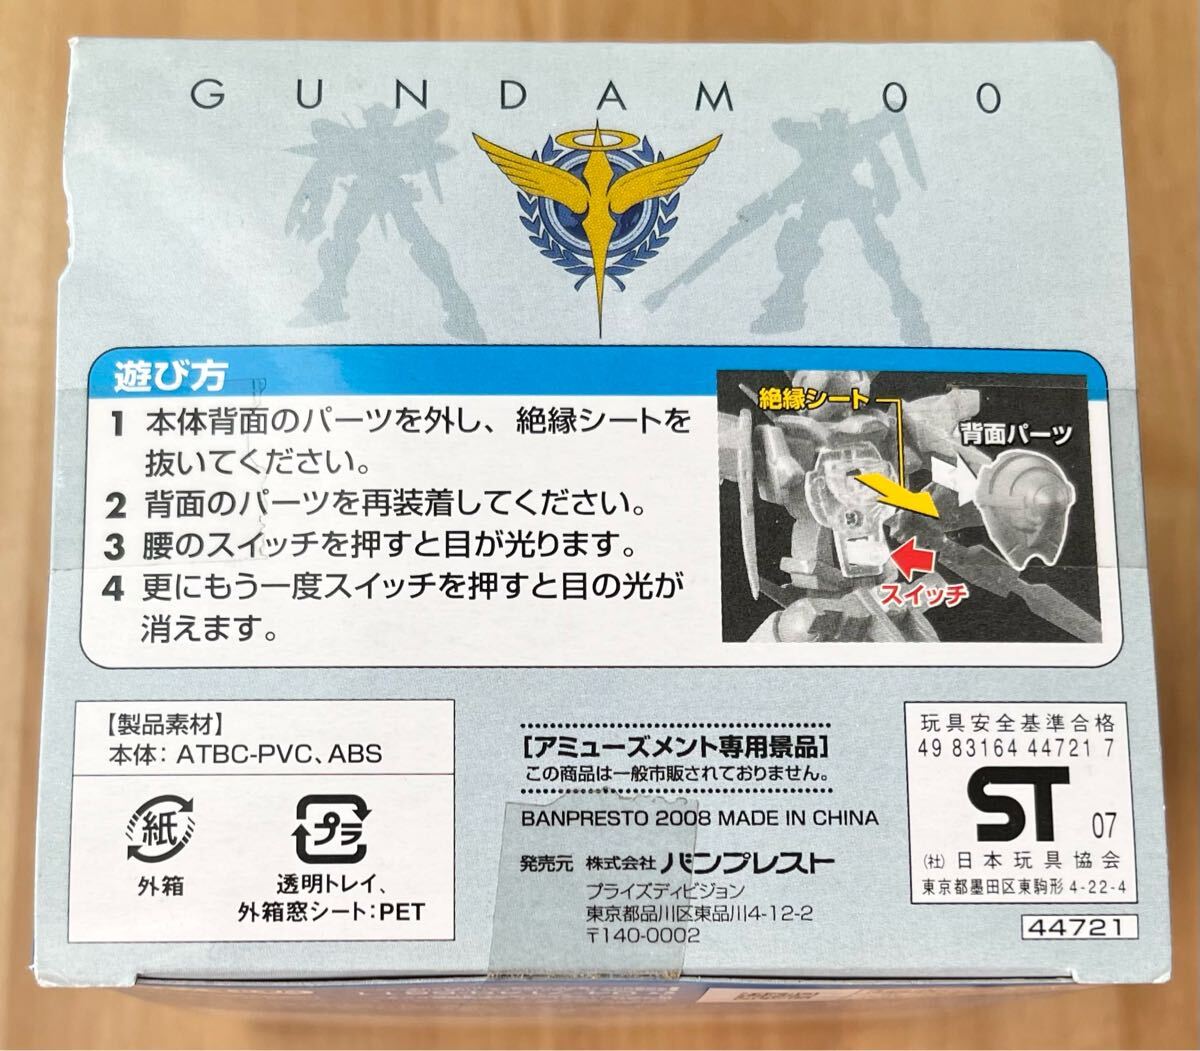 GUNDAM 00
遊び方
1 本体背面のパーツを外し、絶縁シートを
抜いてください。
2 背面のパーツを再装着してください。
3 腰のスイッチを押すと目が光ります。
4 更にもう一度スイッチを押すと目の光が
消えます。
絶縁シート
背面パーツ
スイッチ
【製品素材】
本体：ATBC-PVC、ABS
紙
外箱
プラ
透明トレイ、
外箱窓シート：PET
[アミューズメント専用景品]
この商品は一般市販されておりません。
BANPRESTO 2008 MADE IN CHINA
発売元 株式会社 バンプレスト
プライズディビジョン
東京都品川区東品川4-12-2
〒140-0002
玩具安全基準合格
49 83164 44721 7
ST 07
(社)日本玩具協会
東京都墨田区東駒形 4-22-4
44721